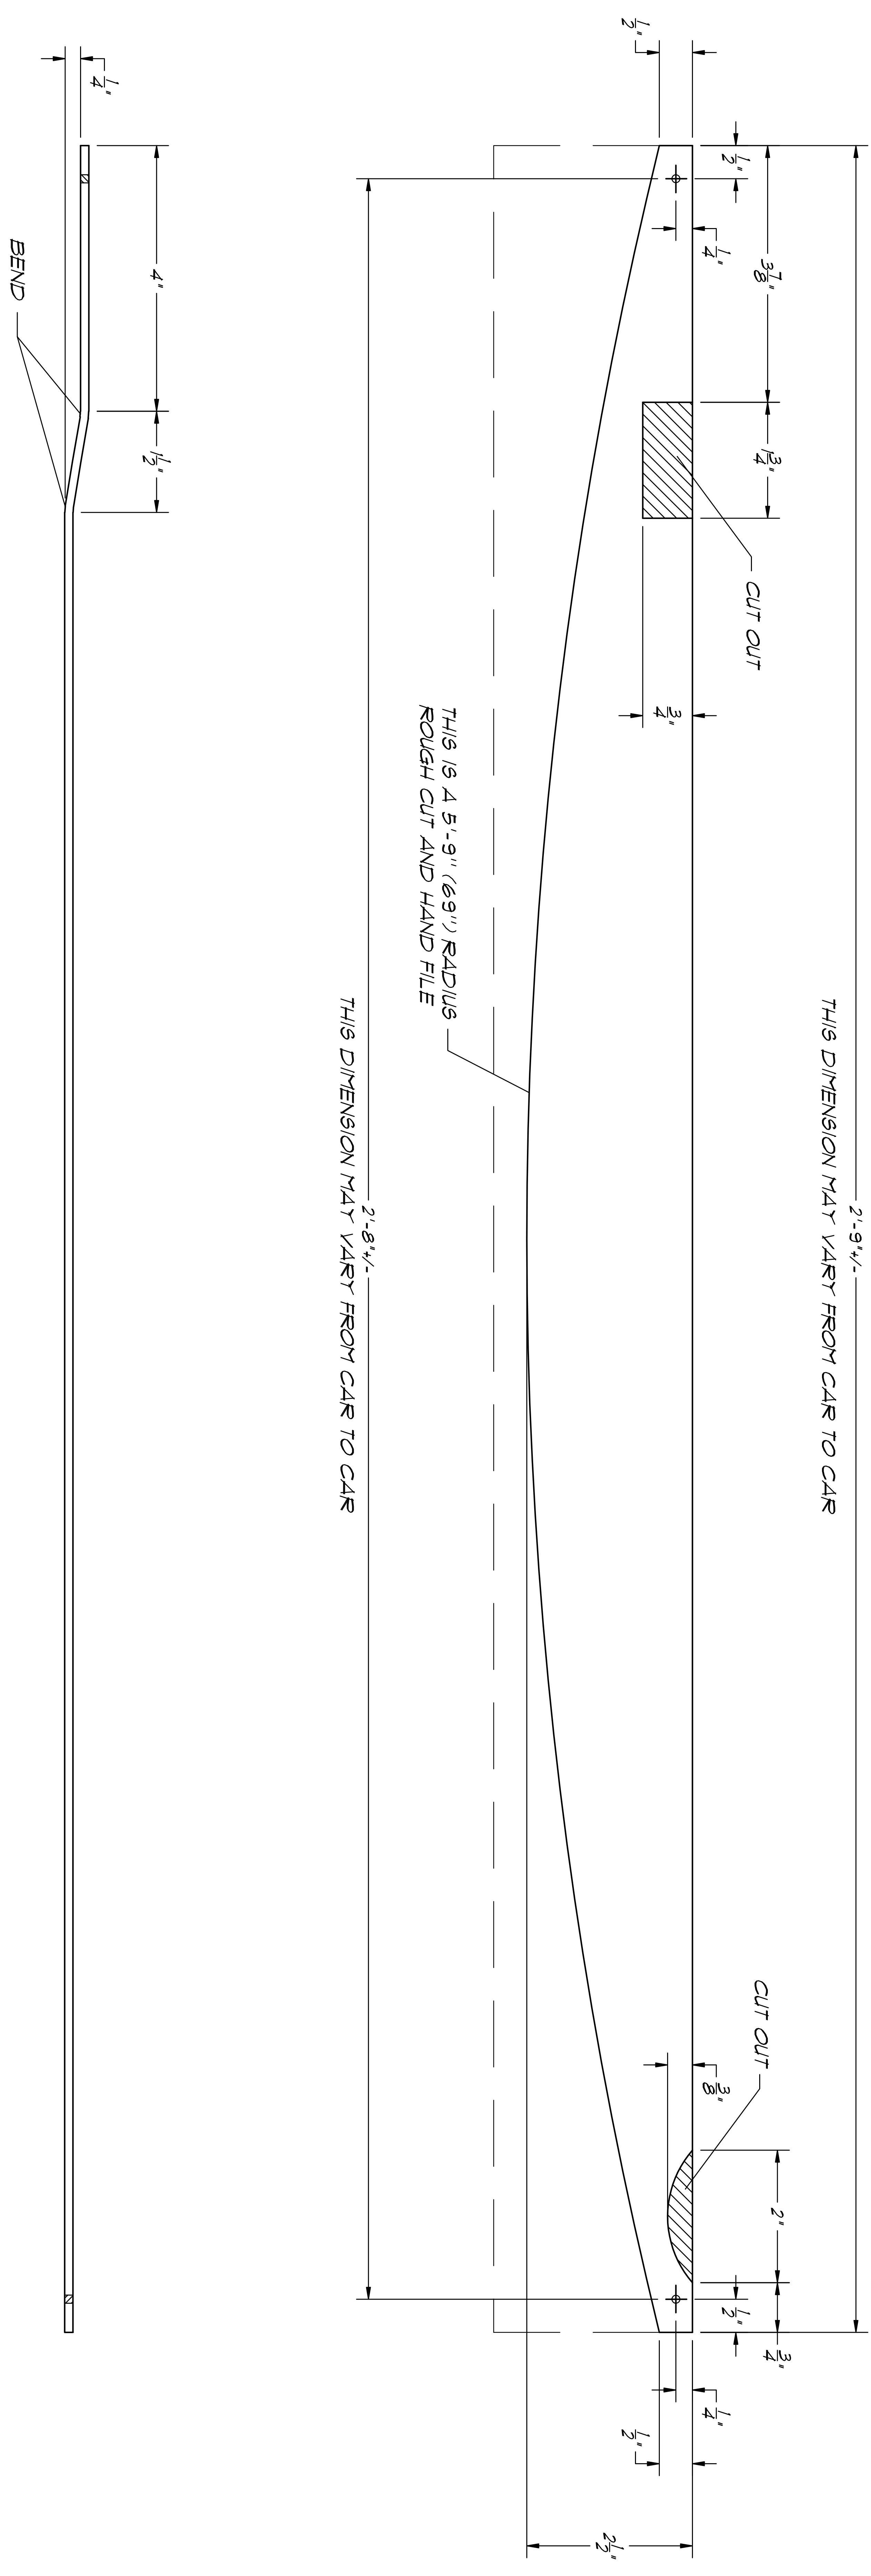 2'-9"+/-
THIS DIMENSION MAY VARY FROM CAR TO CAR
3 7/8"
1 3/4"
2"
3/4"
1/2"
1/2"
CUT OUT
CUT OUT
1/4"
3/8"
1/4"
3/4"
1/2"
1/2"
2 1/2"
THIS IS A 5'-9" (69") RADIUS
ROUGH CUT AND HAND FILE
2'-8"+/-
THIS DIMENSION MAY VARY FROM CAR TO CAR
4"
1 1/2"
1/4"
BEND